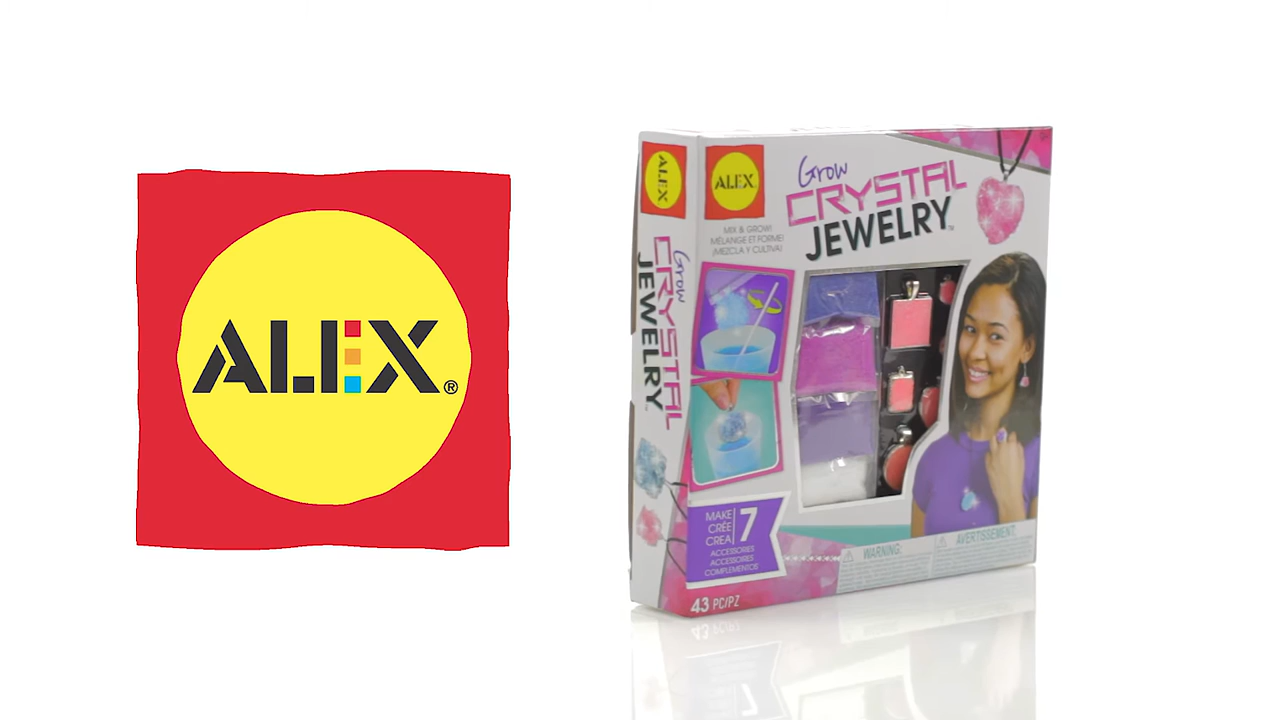 ALEX®
ALEX
Grow
CRYSTAL
JEWELRY
ALEX
Grow
CRYSTAL
JEWELRY™
MIX & GROW!
MÉLANGE ET FORME!
¡MEZCLA Y CULTIVA!
MAKE
CRÉE
CREA
7
ACCESSORIES
ACCESSOIRES
COMPLEMENTOS
43 PC/PZ
WARNING:
AVERTISSEMENT: